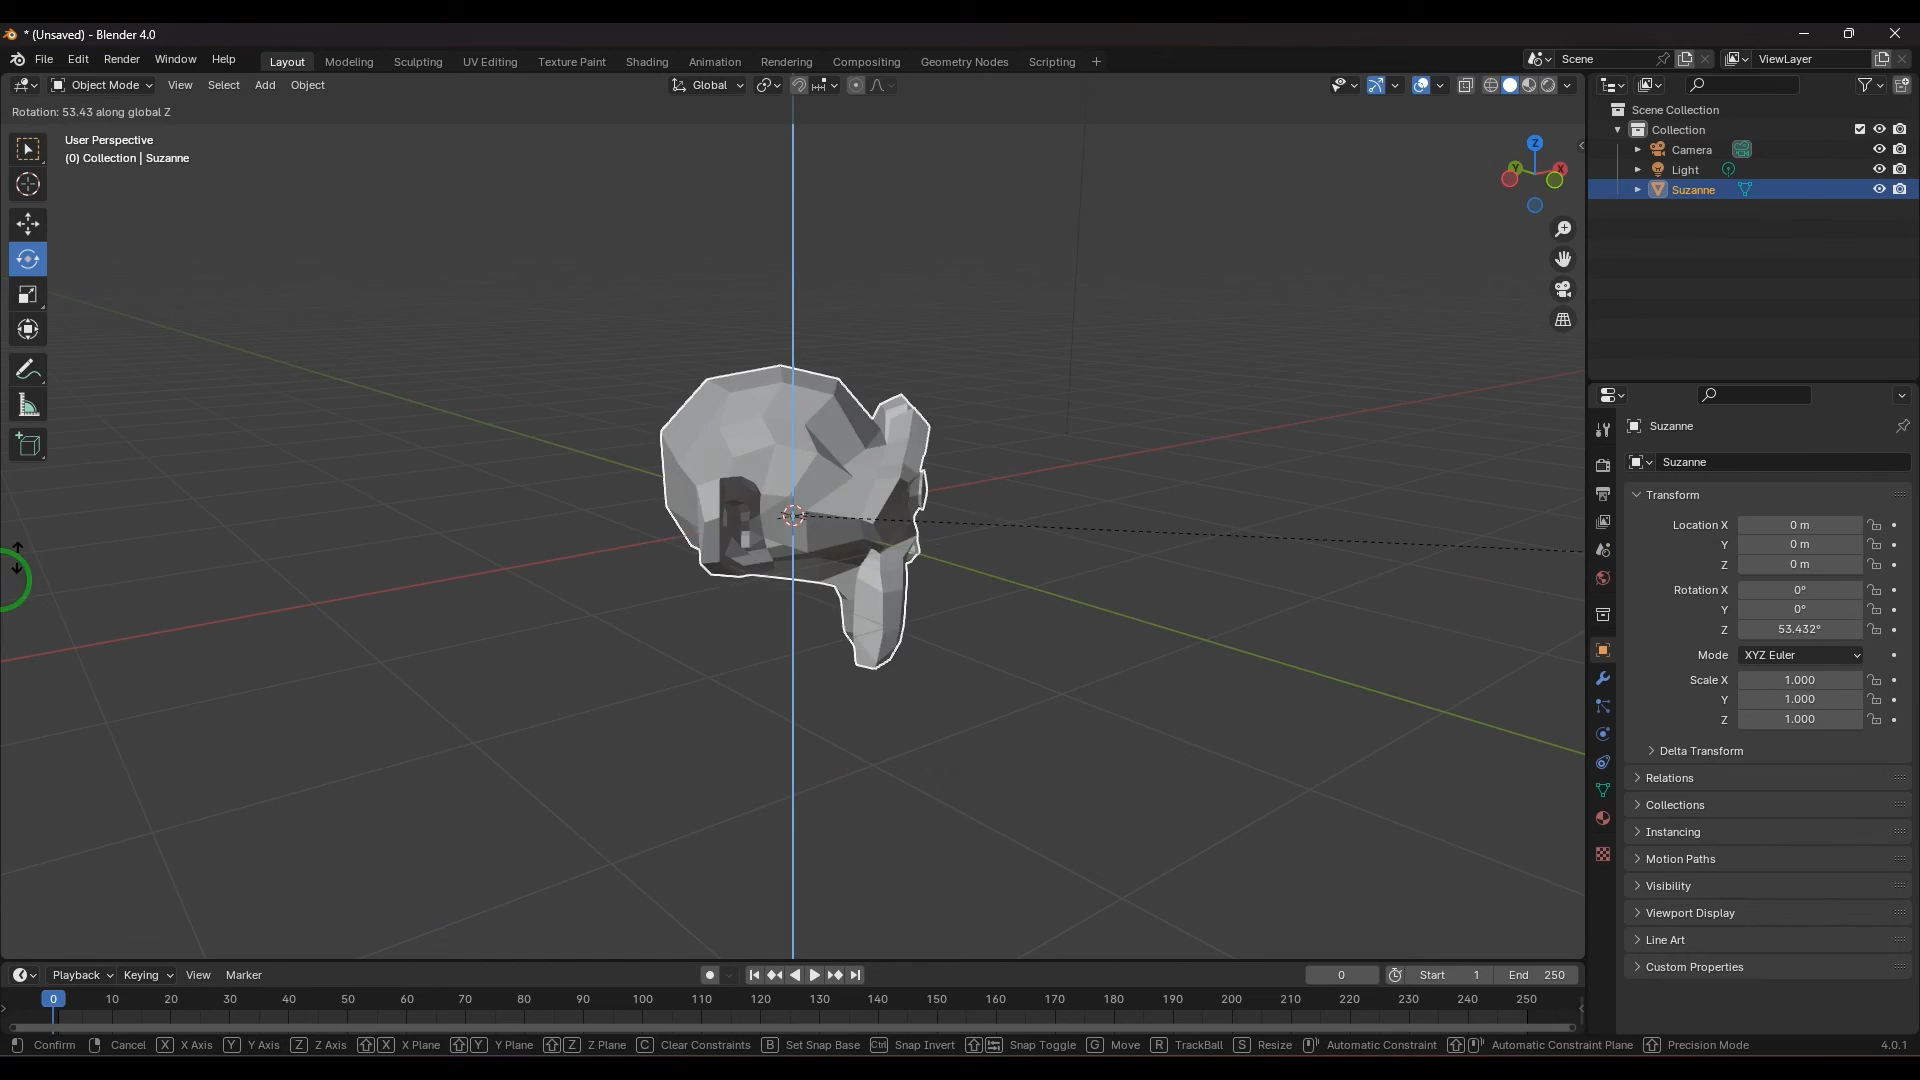 * (Unsaved) - Blender 4.0
File Edit Render Window Help Layout Modeling Sculpting UV Editing Texture Paint Shading Animation Rendering Compositing Geometry Nodes Scripting + Scene ViewLayer
Object Mode View Select Add Object Global
Rotation: 53.43 along global Z
User Perspective
(0) Collection | Suzanne
Z
Y X
Scene Collection
Collection
Camera
Light
Suzanne
Suzanne
Suzanne
Transform
Location X 0 m
Y 0 m
Z 0 m
Rotation X 0°
Y 0°
Z 53.432°
Mode XYZ Euler
Scale X 1.000
Y 1.000
Z 1.000
Delta Transform
Relations
Collections
Instancing
Motion Paths
Visibility
Viewport Display
Line Art
Custom Properties
Playback Keying View Marker 0 Start 1 End 250
0 10 20 30 40 50 60 70 80 90 100 110 120 130 140 150 160 170 180 190 200 210 220 230 240 250
Confirm Cancel X X Axis Y Y Axis Z Z Axis X X Plane Y Y Plane Z Z Plane C Clear Constraints B Set Snap Base Ctrl Snap Invert Snap Toggle G Move R TrackBall S Resize Automatic Constraint Automatic Constraint Plane Precision Mode 4.0.1